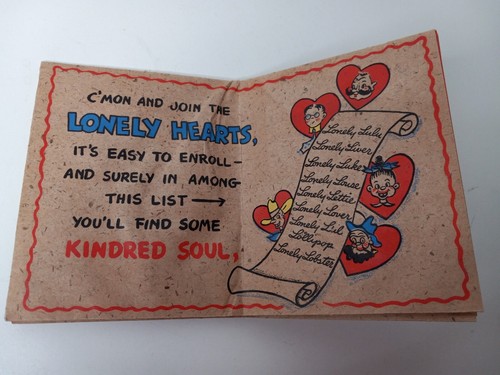 C'MON AND JOIN THE
LONELY HEARTS,
IT'S EASY TO ENROLL-
AND SURELY IN AMONG
THIS LIST
YOU'LL FIND SOME
KINDRED SOUL,
Lonely Lulu
Lonely Liver
Lonely Luke
Lonely Louse
Lonely Lettie
Lonely Lover
Lonely Lil
Lollypop
Lonely Lobster